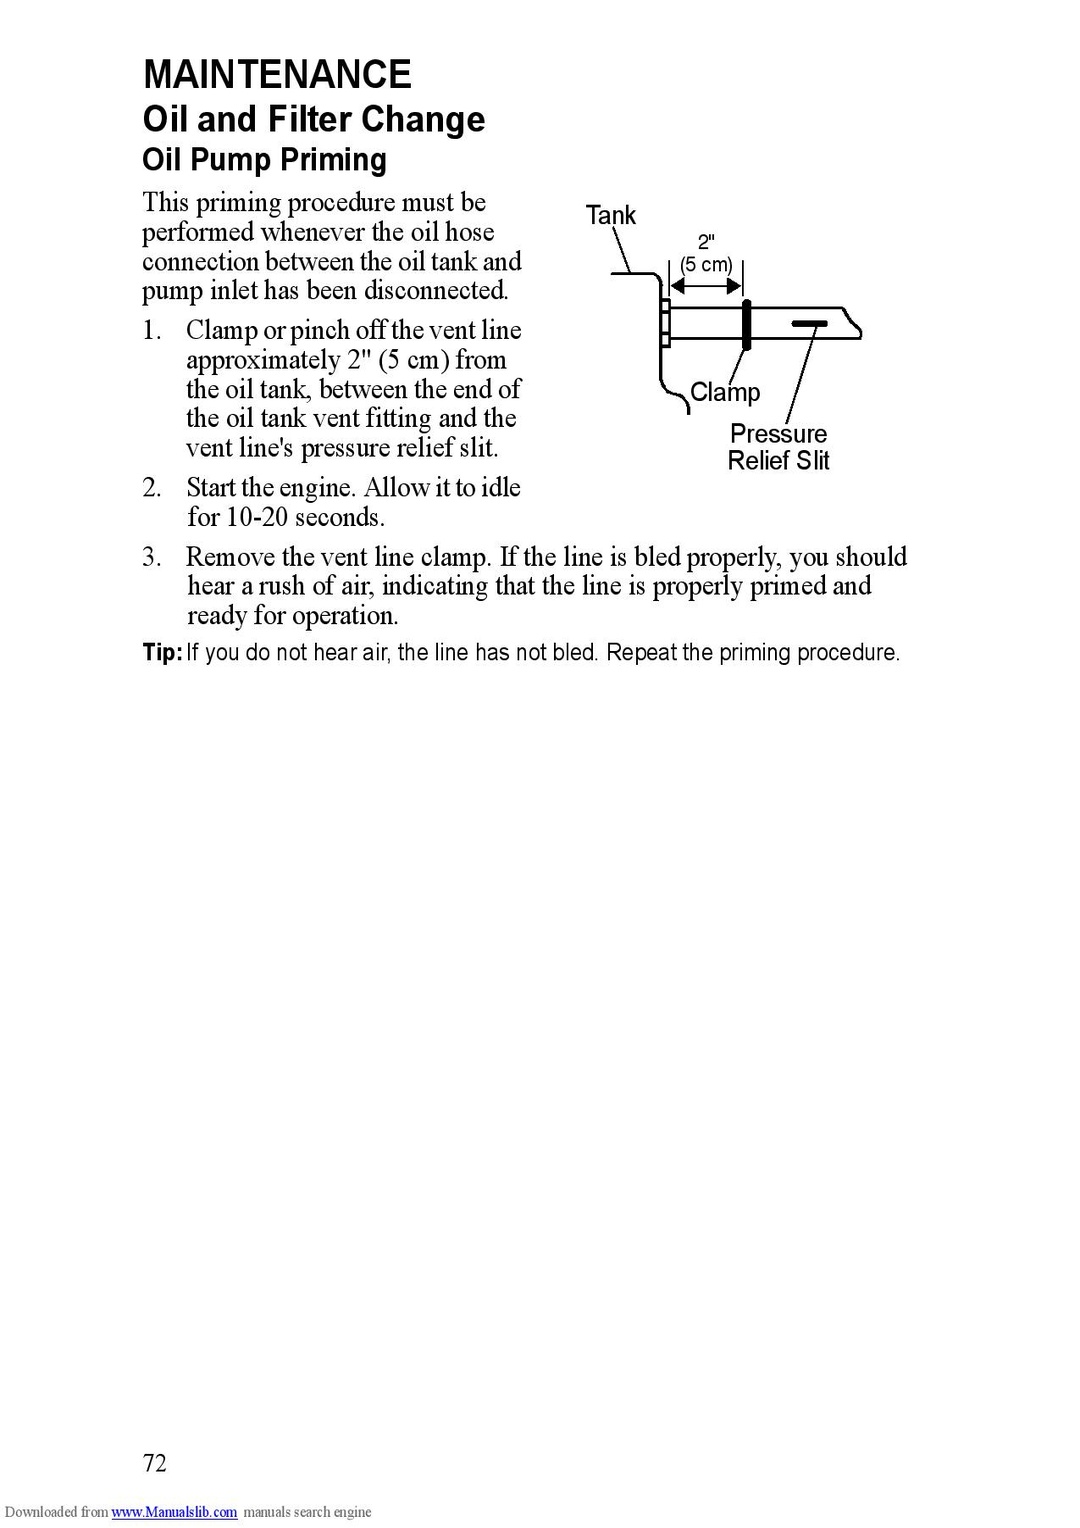 MAINTENANCE
Oil and Filter Change
Oil Pump Priming
This priming procedure must be
performed whenever the oil hose
connection between the oil tank and
pump inlet has been disconnected.
1. Clamp or pinch off the vent line
approximately 2" (5 cm) from
the oil tank, between the end of
the oil tank vent fitting and the
vent line's pressure relief slit.
2. Start the engine. Allow it to idle
for 10-20 seconds.
Tank
2"
(5 cm)
Clamp
Pressure
Relief Slit
3. Remove the vent line clamp. If the line is bled properly, you should
hear a rush of air, indicating that the line is properly primed and
ready for operation.
Tip: If you do not hear air, the line has not bled. Repeat the priming procedure.
72
Downloaded from www.Manualslib.com manuals search engine